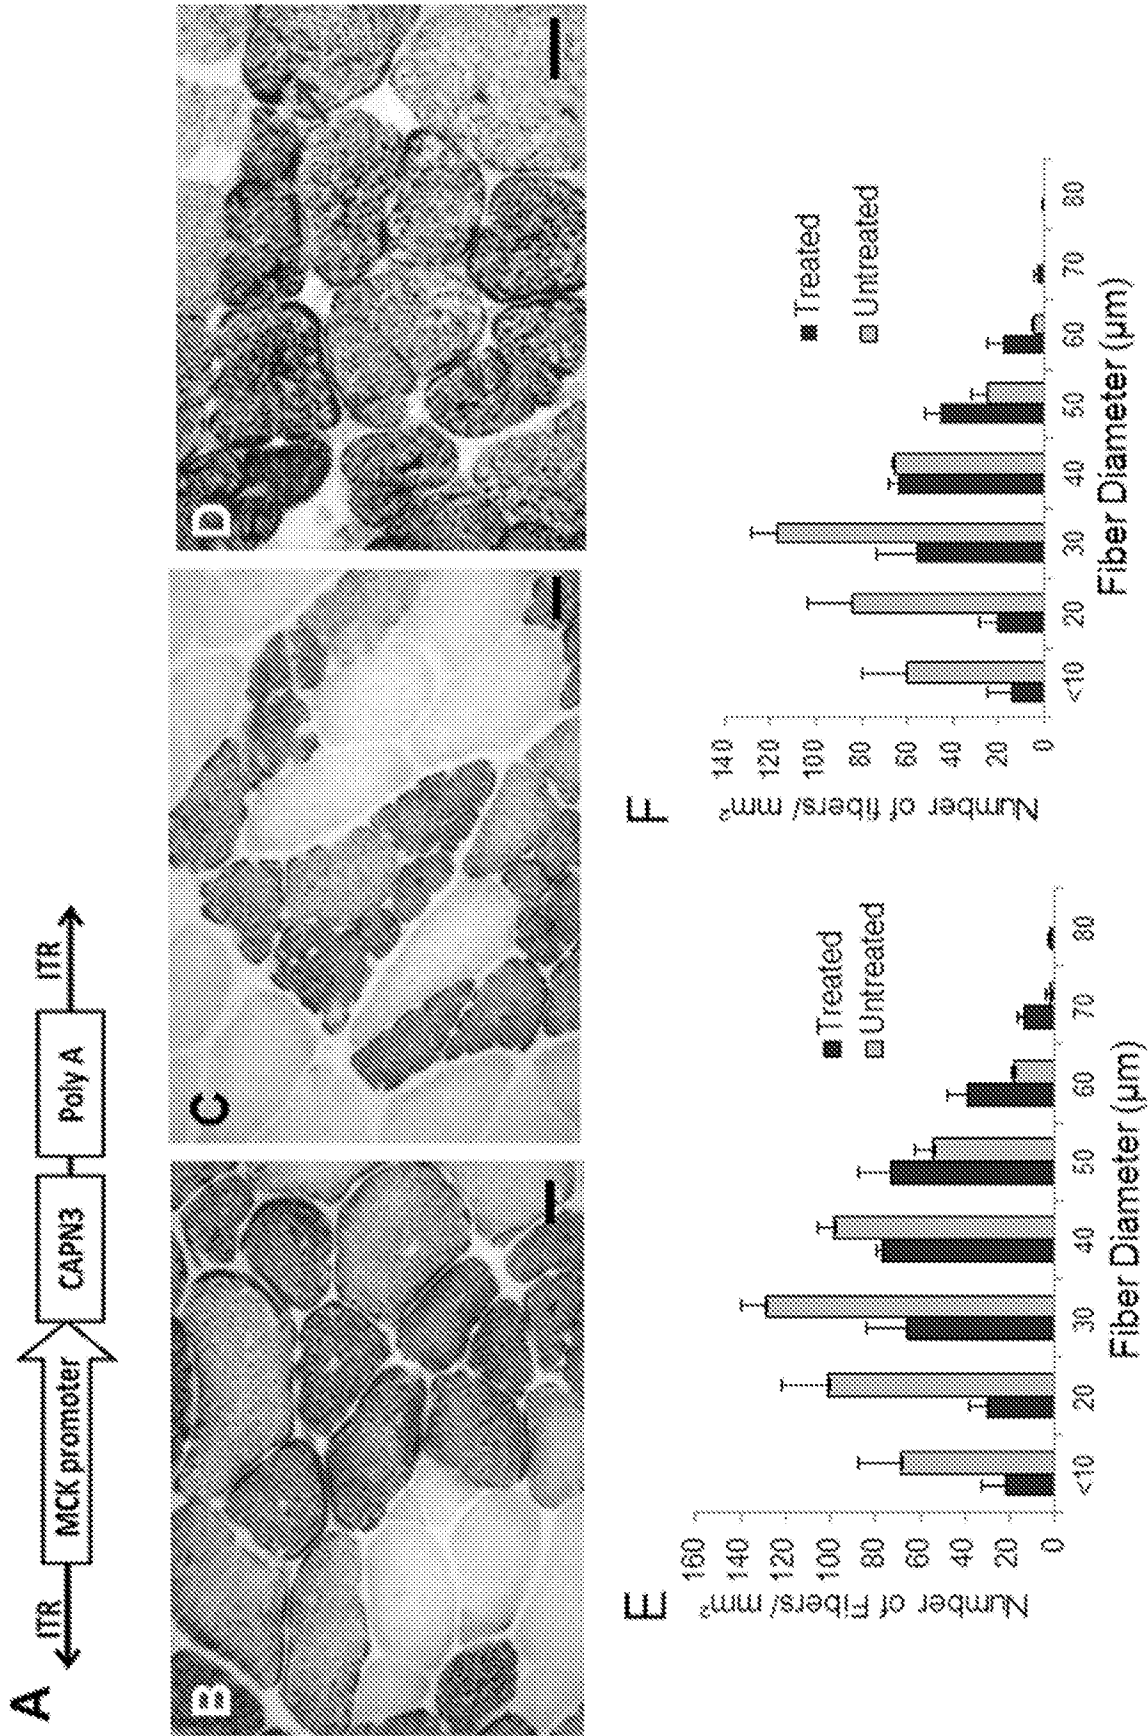 A
ITR
MCK promoter
CAPN3
Poly A
ITR
B
C
D
E
Number of Fibers/ mm²
160
140
120
100
80
60
40
20
0
<10
20
30
40
50
60
70
80
Fiber Diameter (µm)
Treated
Untreated
F
Number of fibers/ mm²
140
120
100
80
60
40
20
0
<10
20
30
40
50
60
70
80
Fiber Diameter (µm)
Treated
Untreated